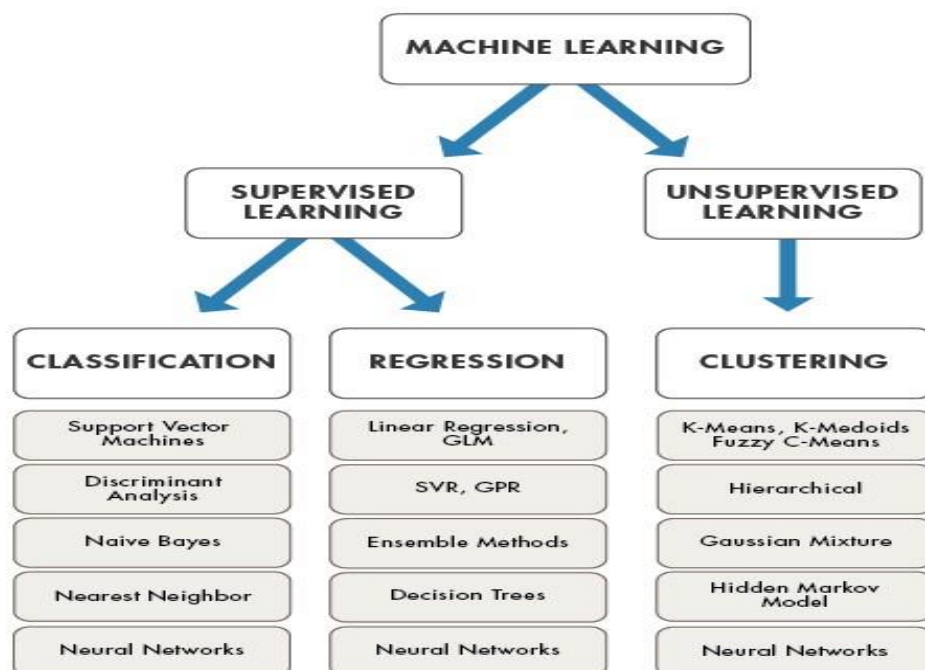 MACHINE LEARNING
SUPERVISED
LEARNING
UNSUPERVISED
LEARNING
CLASSIFICATION
Support Vector
Machines
Discriminant
Analysis
Naive Bayes
Nearest Neighbor
Neural Networks
REGRESSION
Linear Regression,
GLM
SVR, GPR
Ensemble Methods
Decision Trees
Neural Networks
CLUSTERING
K-Means, K-Medoids
Fuzzy C-Means
Hierarchical
Gaussian Mixture
Hidden Markov
Model
Neural Networks